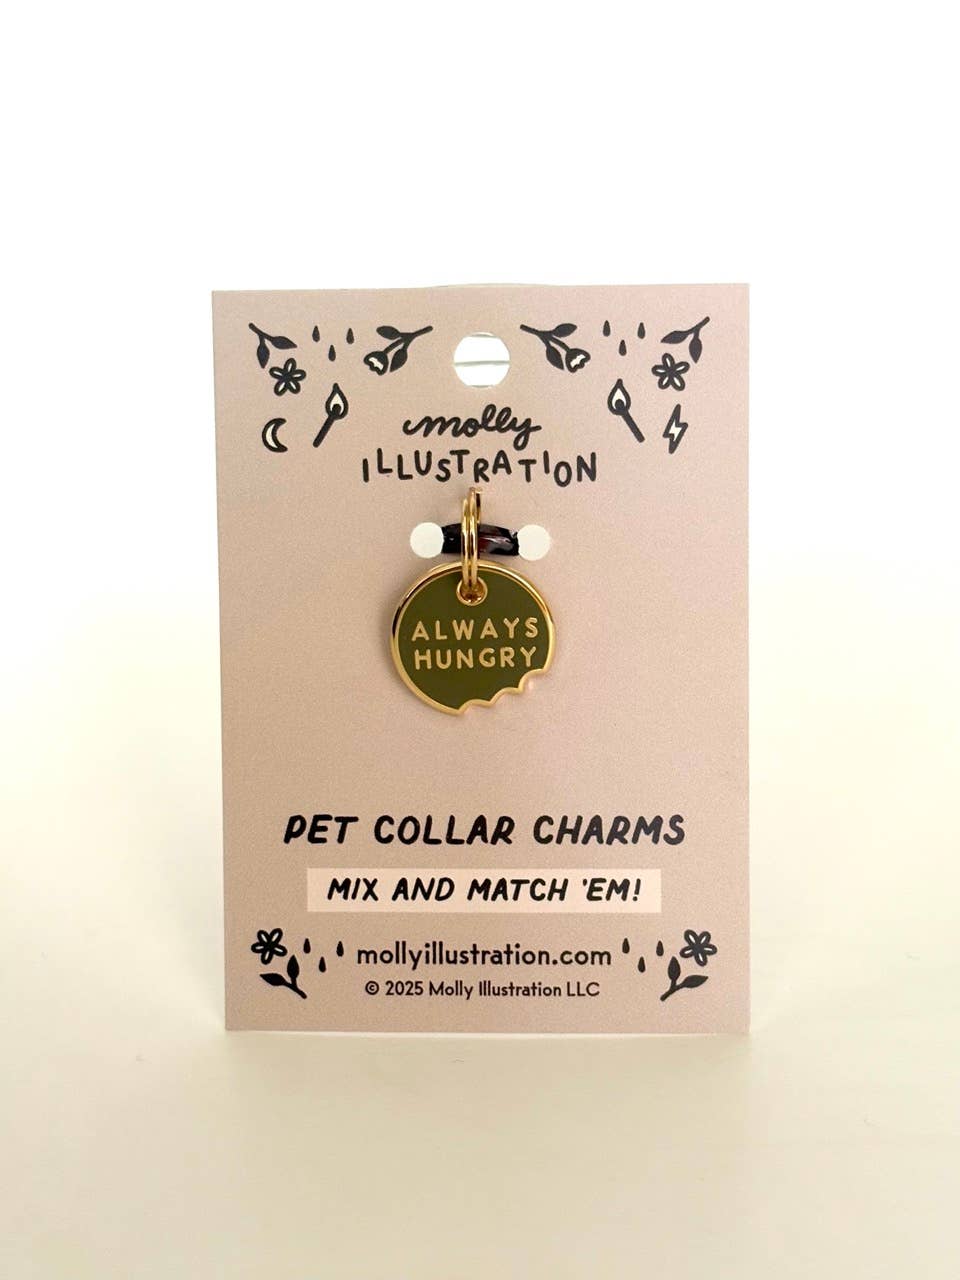 molly
ILLUSTRATION
ALWAYS
HUNGRY
PET COLLAR CHARMS
MIX AND MATCH 'EM!
mollyillustration.com
© 2025 Molly Illustration LLC